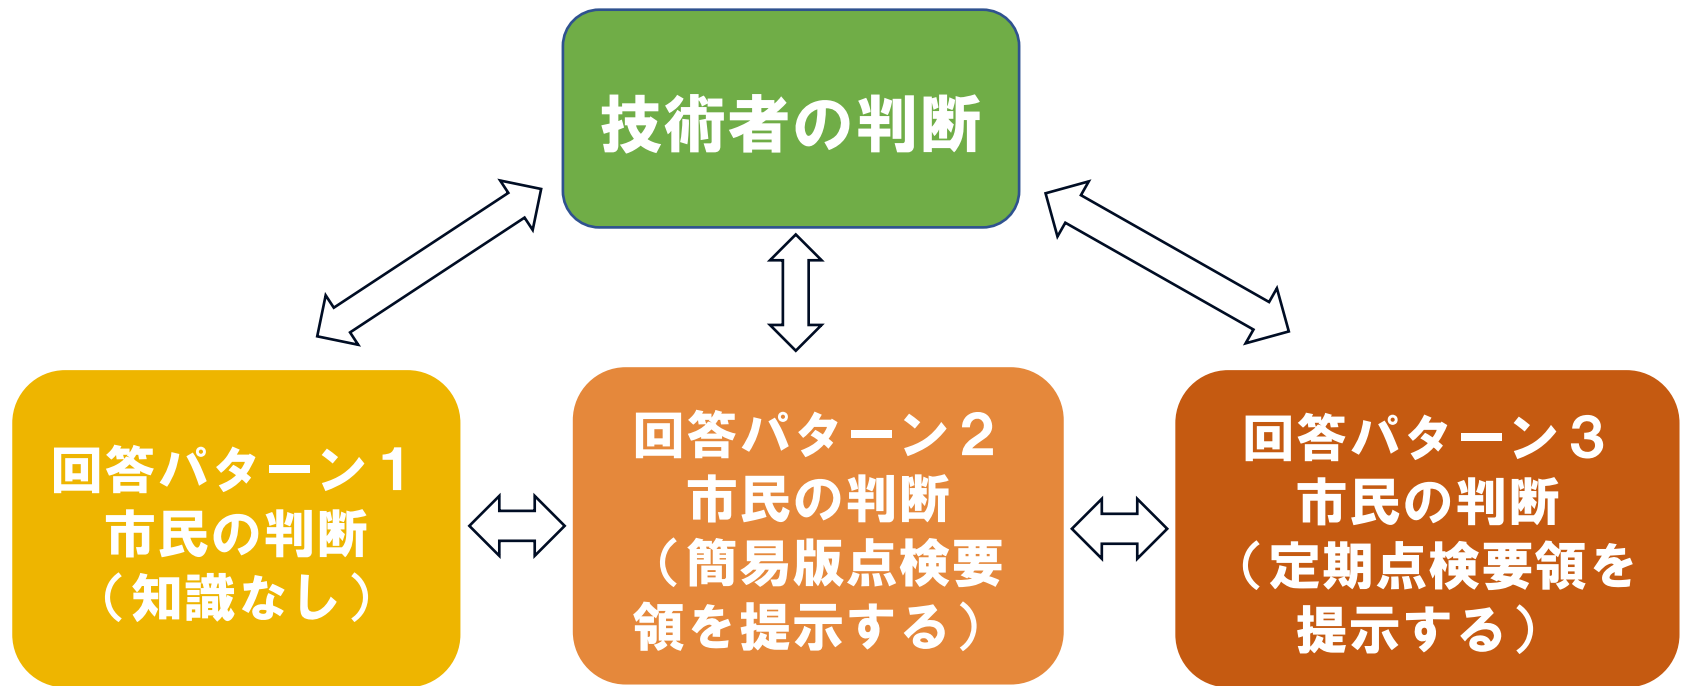 技術者の判断
回答パターン１
市民の判断
（知識なし）
回答パターン２
市民の判断
（簡易版点検要
領を提示する）
回答パターン３
市民の判断
（定期点検要領を
提示する）